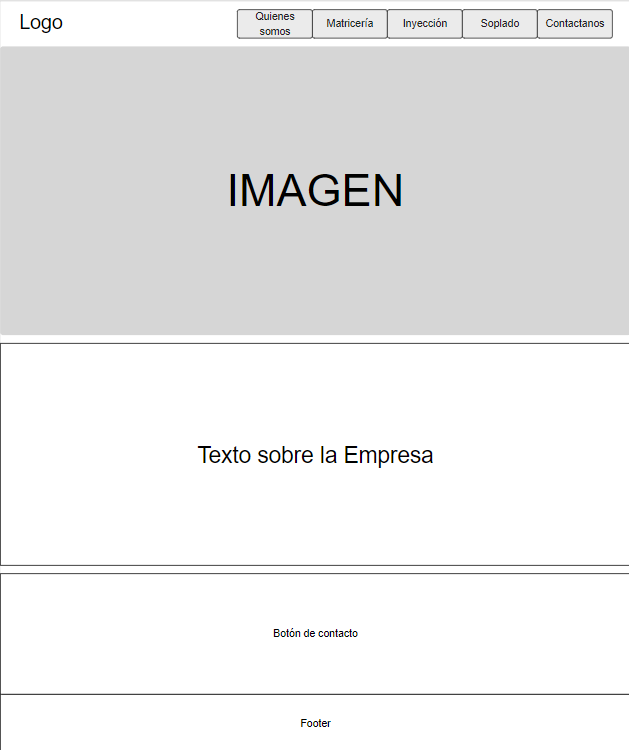 Logo
Quienes
somos
Matricería
Inyección
Soplado
Contactanos
IMAGEN
Texto sobre la Empresa
Botón de contacto
Footer